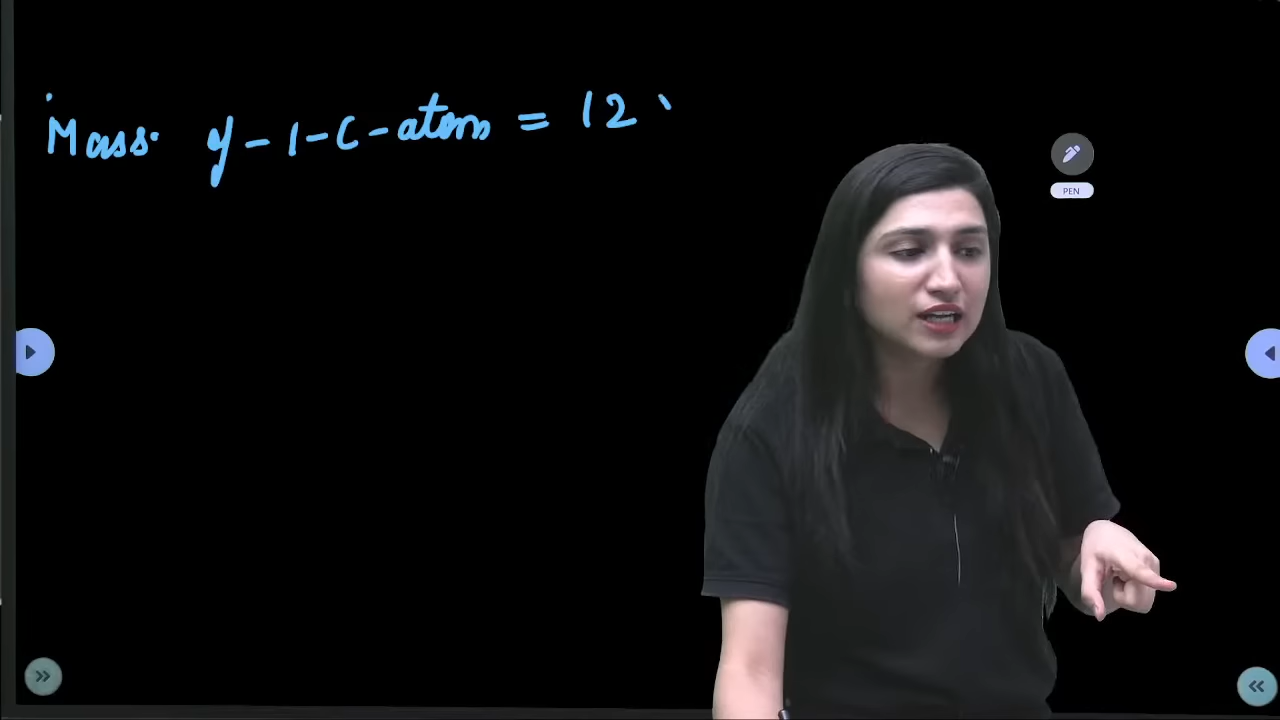 Mass of - 1 - C - atom = 12
PEN